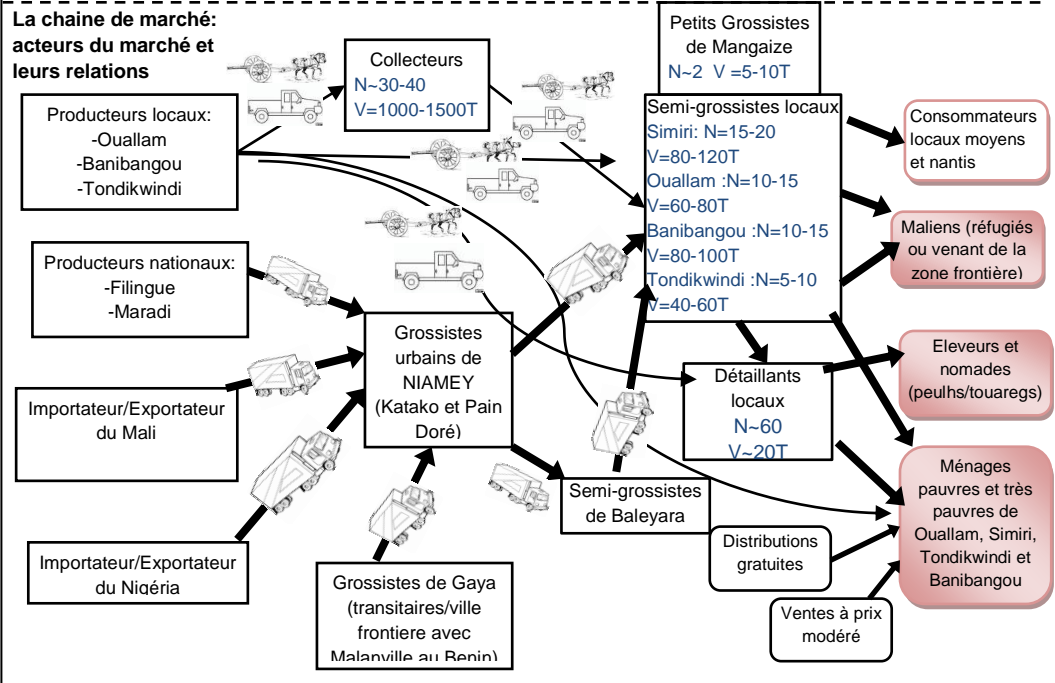 La chaine de marché:
acteurs du marché et
leurs relations
Collecteurs
N~30-40
V=1000-1500T
Petits Grossistes
de Mangaize
N~2 V =5-10T
Producteurs locaux:
-Ouallam
-Banibangou
-Tondikwindi
Semi-grossistes locaux
Simiri: N=15-20
V=80-120T
Ouallam :N=10-15
V=60-80T
Banibangou :N=10-15
V=80-100T
Tondikwindi :N=5-10
V=40-60T
Consommateurs
locaux moyens
et nantis
Maliens (réfugiés
ou venant de la
zone frontière)
Producteurs nationaux:
-Filingue
-Maradi
Grossistes
urbains de
NIAMEY
(Katako et Pain
Doré)
Détaillants
locaux
N~60
V~20T
Eleveurs et
nomades
(peulhs/touaregs)
Importateur/Exportateur
du Mali
Semi-grossistes
de Baleyara
Ménages
pauvres et très
pauvres de
Ouallam, Simiri,
Tondikwindi et
Banibangou
Distributions
gratuites
Importateur/Exportateur
du Nigéria
Grossistes de Gaya
(transitaires/ville
frontiere avec
Malanville au Benin)
Ventes à prix
modéré